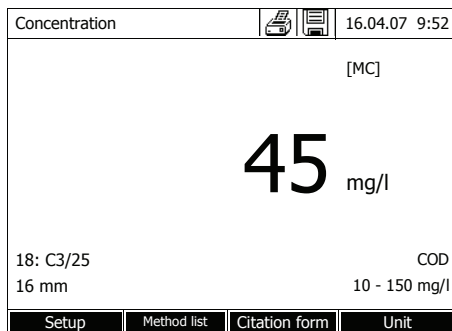 Concentration 16.04.07 9:52
[MC]
45 mg/l
18: C3/25 COD
16 mm 10 - 150 mg/l
Setup Method list Citation form Unit